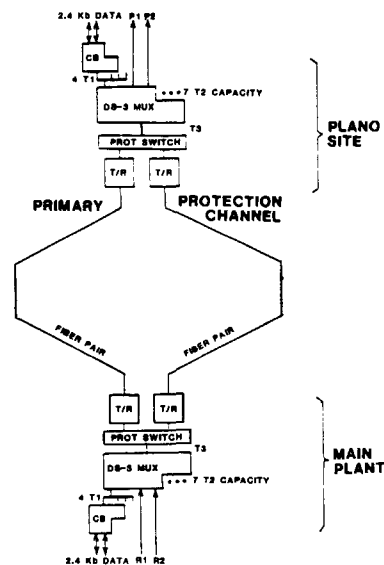 2.4 Kb DATA R1 R2
CB
4 T1
7 T2 CAPACITY
DS-3 MUX
T3
PROT SWITCH
T/R T/R
PLANO
SITE
PRIMARY
PROTECTION
CHANNEL
FIBER PAIR
FIBER PAIR
T/R T/R
PROT SWITCH
T3
DS-3 MUX
7 T2 CAPACITY
4 T1
CB
2.4 Kb DATA R1 R2
MAIN
PLANT